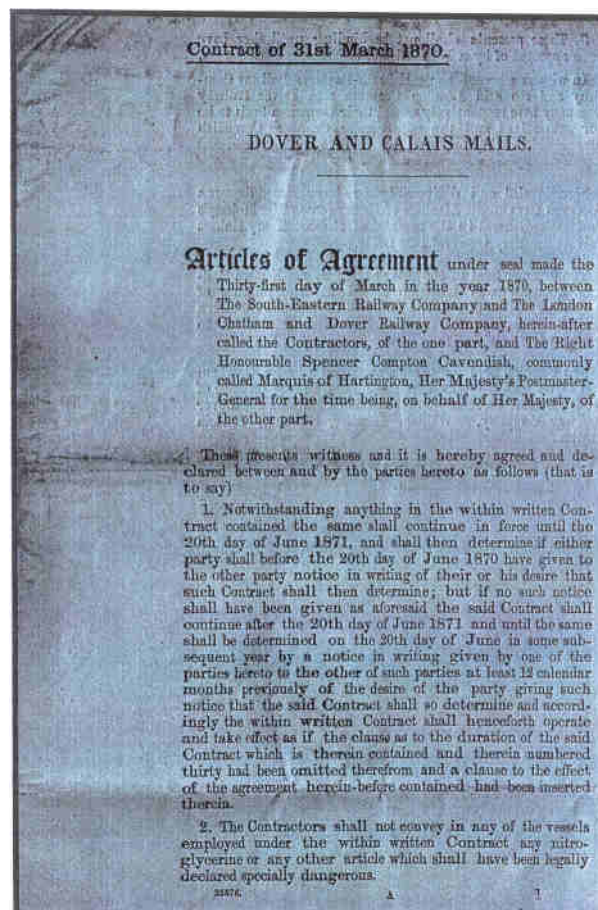 Contract of 31st March 1870.
DOVER AND CALAIS MAILS.
Articles of Agreement under seal made the
Thirty-first day of March in the year 1870, between
The South-Eastern Railway Company and The London
Chatham and Dover Railway Company, herein-after
called the Contractors, of the one part, and The Right
Honourable Spencer Compton Cavendish, commonly
called Marquis of Hartington, Her Majesty's Postmaster-
General for the time being, on behalf of Her Majesty, of
the other part.
These presents witness and it is hereby agreed and de-
clared between and by the parties hereto as follows (that is
to say)
1. Notwithstanding anything in the within written Con-
tract contained the same shall continue in force until the
20th day of June 1871, and shall then determine if either
party shall before the 20th day of June 1870 have given to
the other party notice in writing of their or his desire that
such Contract shall then determine; but if no such notice
shall have been given as aforesaid the said Contract shall
continue after the 20th day of June 1871 and until the same
shall be determined on the 20th day of June in some sub-
sequent year by a notice in writing given by one of the
parties hereto to the other of such parties at least 12 calendar
months previously of the desire of the party giving such
notice that the said Contract shall so determine and accord-
ingly the within written Contract shall henceforth operate
and take effect as if the clause as to the duration of the said
Contract which is therein contained and therein numbered
thirty had been omitted therefrom and a clause to the effect
of the agreement herein-before contained had been inserted
therein.
2. The Contractors shall not convey in any of the vessels
employed under the within written Contract any nitro-
glycerine or any other article which shall have been legally
declared specially dangerous.
A